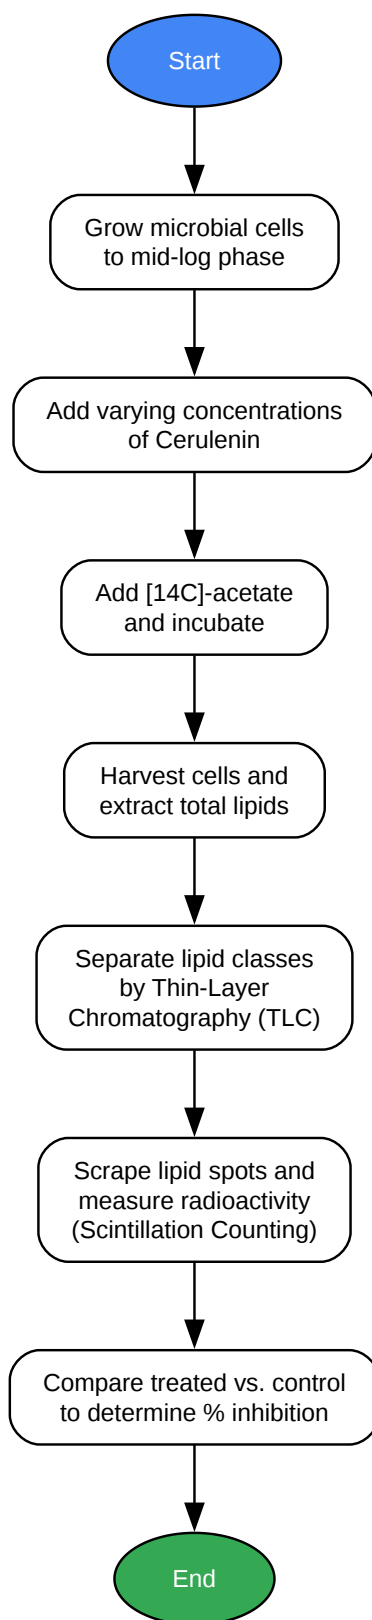 Start
Grow microbial cells
to mid-log phase
Add varying concentrations
of Cerulenin
Add [14C]-acetate
and incubate
Harvest cells and
extract total lipids
Separate lipid classes
by Thin-Layer
Chromatography (TLC)
Scrape lipid spots and
measure radioactivity
(Scintillation Counting)
Compare treated vs. control
to determine % inhibition
End